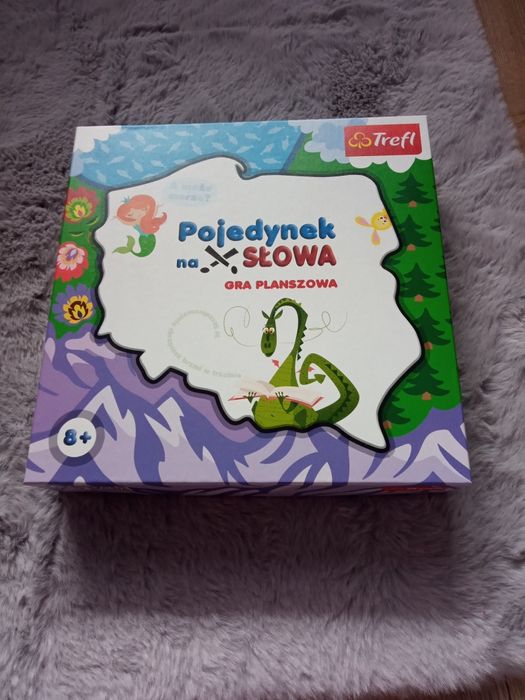 Trefl
Pojedynek
na SŁOWA
GRA PLANSZOWA
8+